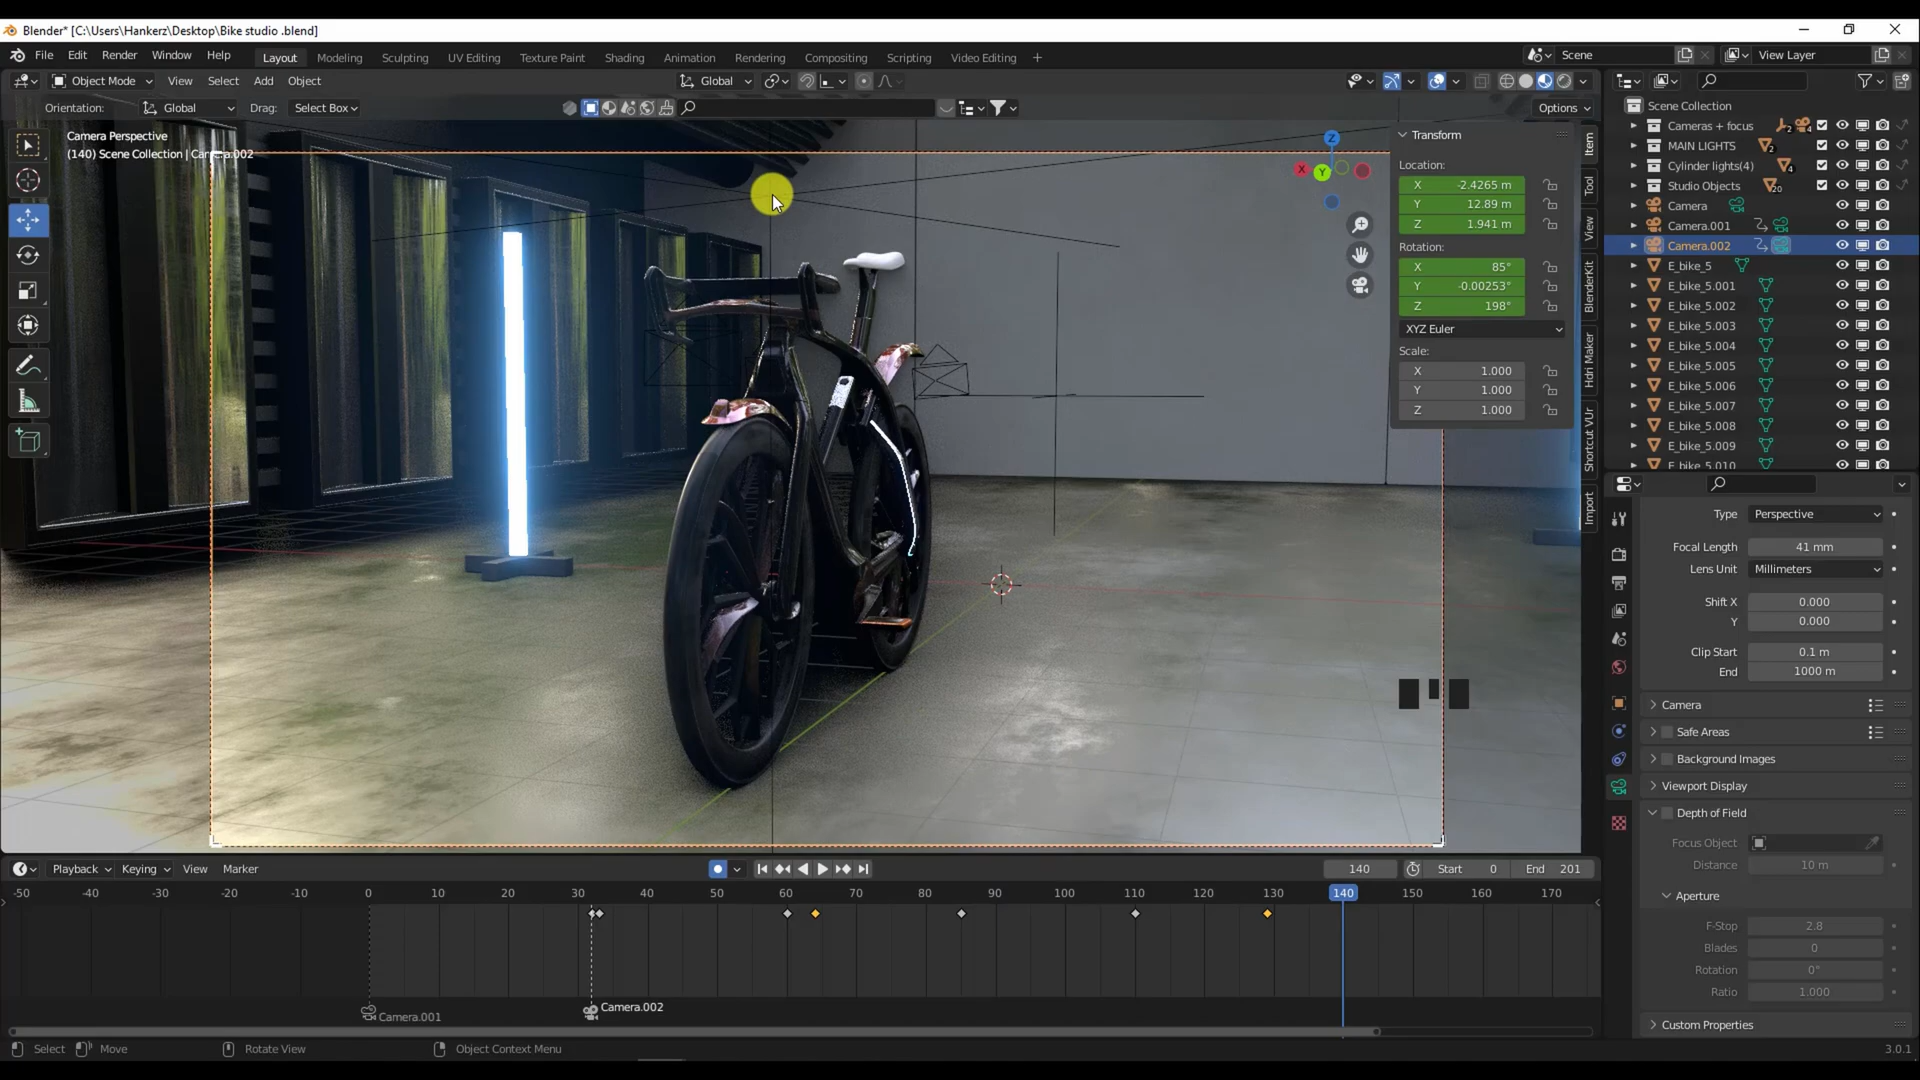 Blender* [C:\Users\Hankerz\Desktop\Bike studio .blend]
File Edit Render Window Help Layout Modeling Sculpting UV Editing Texture Paint Shading Animation Rendering Compositing Scripting Video Editing + Scene View Layer
Object Mode View Select Add Object Global
Orientation: Global Drag: Select Box Options
Camera Perspective
(140) Scene Collection | Camera.002
Transform
Location:
X -2.4265 m
Y 12.89 m
Z 1.941 m
Rotation:
X 85°
Y -0.00253°
Z 198°
XYZ Euler
Scale:
X 1.000
Y 1.000
Z 1.000
Item
Tool
View
BlenderKit
Hdri Maker
Shortcut VUr
Import
X Y Z
Scene Collection
Cameras + focus 2 4
MAIN LIGHTS 2
Cylinder lights(4) 4
Studio Objects 20
Camera
Camera.001
Camera.002
E_bike_5
E_bike_5.001
E_bike_5.002
E_bike_5.003
E_bike_5.004
E_bike_5.005
E_bike_5.006
E_bike_5.007
E_bike_5.008
E_bike_5.009
E_bike_5.010
Type Perspective
Focal Length 41 mm
Lens Unit Millimeters
Shift X 0.000
Y 0.000
Clip Start 0.1 m
End 1000 m
Camera
Safe Areas
Background Images
Viewport Display
Depth of Field
Focus Object
Distance 10 m
Aperture
F-Stop 2.8
Blades 0
Rotation 0°
Ratio 1.000
Custom Properties
Playback Keying View Marker 140 Start 0 End 201
-50 -40 -30 -20 -10 0 10 20 30 40 50 60 70 80 90 100 110 120 130 140 150 160 170
Camera.001 Camera.002
Select Move Rotate View Object Context Menu 3.0.1